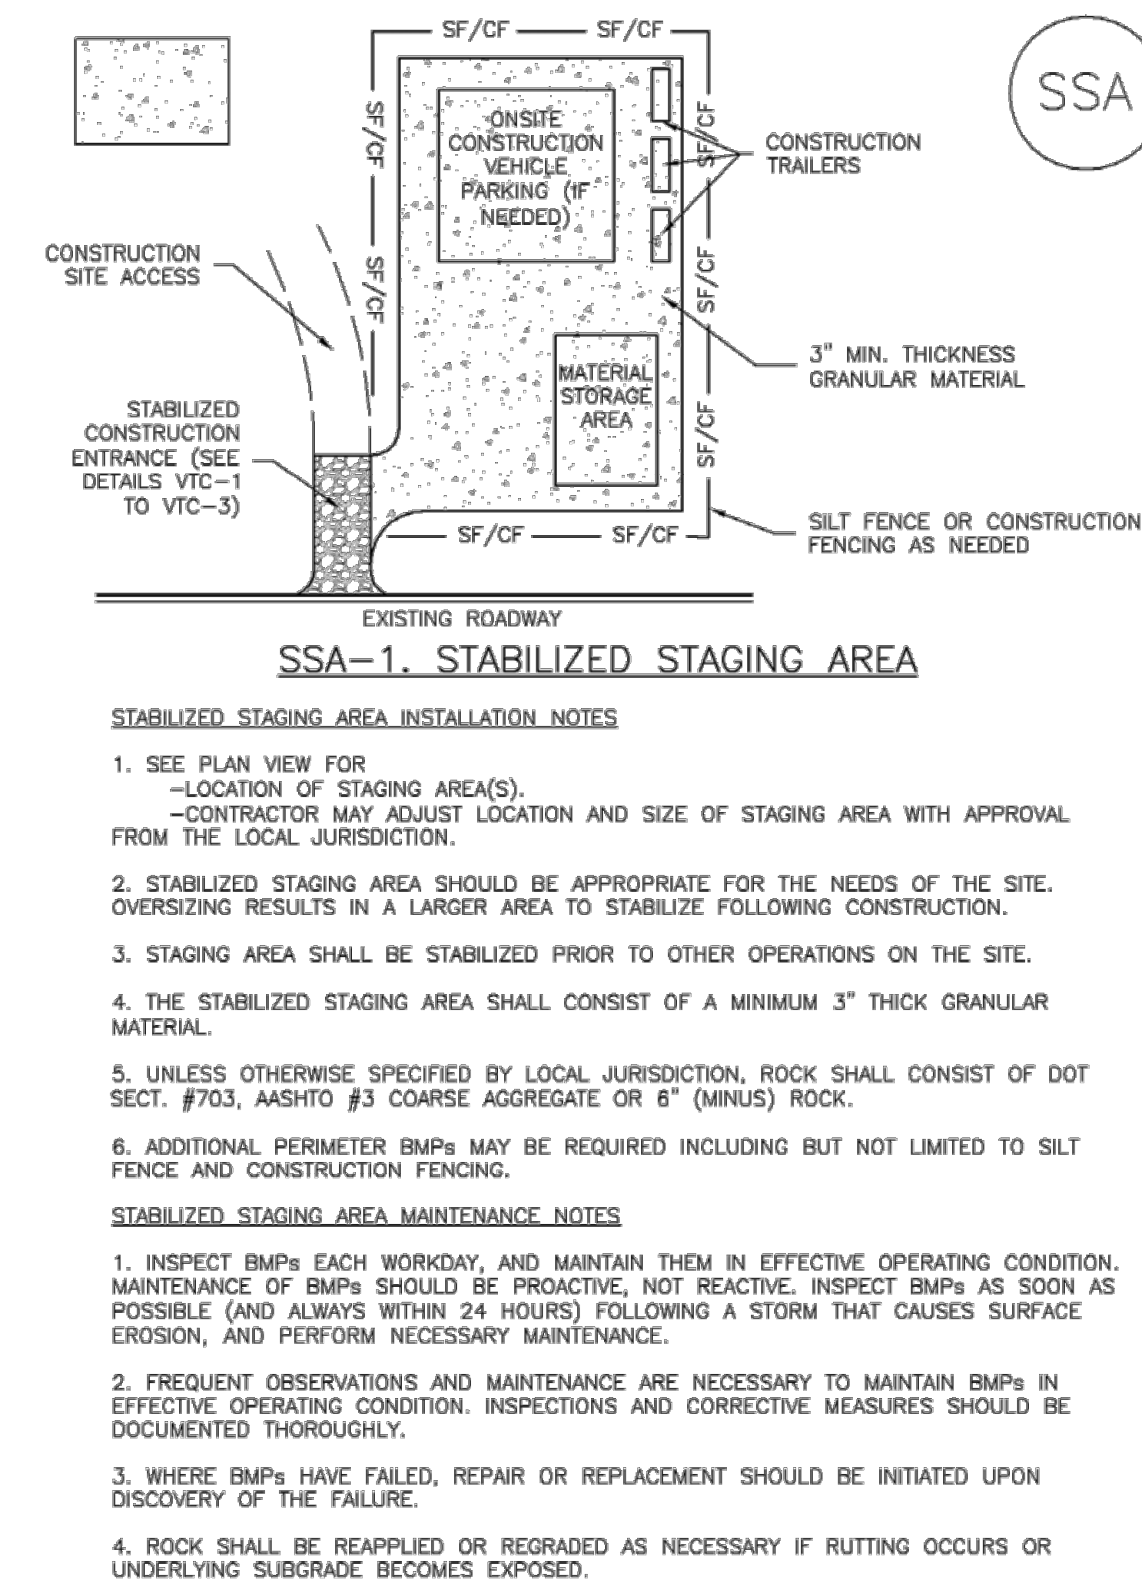 SF/CF SF/CF
SSA
SF/CF
SF/CF
SF/CF
SF/CF
SF/CF
ONSITE
CONSTRUCTION
VEHICLE
PARKING (IF
NEEDED)
CONSTRUCTION
TRAILERS
CONSTRUCTION
SITE ACCESS
3" MIN. THICKNESS
GRANULAR MATERIAL
MATERIAL
STORAGE
AREA
STABILIZED
CONSTRUCTION
ENTRANCE (SEE
DETAILS VTC-1
TO VTC-3)
SILT FENCE OR CONSTRUCTION
FENCING AS NEEDED
SF/CF SF/CF
EXISTING ROADWAY
SSA-1. STABILIZED STAGING AREA
STABILIZED STAGING AREA INSTALLATION NOTES
1. SEE PLAN VIEW FOR
-LOCATION OF STAGING AREA(S).
-CONTRACTOR MAY ADJUST LOCATION AND SIZE OF STAGING AREA WITH APPROVAL
FROM THE LOCAL JURISDICTION.
2. STABILIZED STAGING AREA SHOULD BE APPROPRIATE FOR THE NEEDS OF THE SITE.
OVERSIZING RESULTS IN A LARGER AREA TO STABILIZE FOLLOWING CONSTRUCTION.
3. STAGING AREA SHALL BE STABILIZED PRIOR TO OTHER OPERATIONS ON THE SITE.
4. THE STABILIZED STAGING AREA SHALL CONSIST OF A MINIMUM 3" THICK GRANULAR
MATERIAL.
5. UNLESS OTHERWISE SPECIFIED BY LOCAL JURISDICTION, ROCK SHALL CONSIST OF DOT
SECT. #703, AASHTO #3 COARSE AGGREGATE OR 6" (MINUS) ROCK.
6. ADDITIONAL PERIMETER BMPs MAY BE REQUIRED INCLUDING BUT NOT LIMITED TO SILT
FENCE AND CONSTRUCTION FENCING.
STABILIZED STAGING AREA MAINTENANCE NOTES
1. INSPECT BMPs EACH WORKDAY, AND MAINTAIN THEM IN EFFECTIVE OPERATING CONDITION.
MAINTENANCE OF BMPs SHOULD BE PROACTIVE, NOT REACTIVE. INSPECT BMPs AS SOON AS
POSSIBLE (AND ALWAYS WITHIN 24 HOURS) FOLLOWING A STORM THAT CAUSES SURFACE
EROSION, AND PERFORM NECESSARY MAINTENANCE.
2. FREQUENT OBSERVATIONS AND MAINTENANCE ARE NECESSARY TO MAINTAIN BMPs IN
EFFECTIVE OPERATING CONDITION. INSPECTIONS AND CORRECTIVE MEASURES SHOULD BE
DOCUMENTED THOROUGHLY.
3. WHERE BMPs HAVE FAILED, REPAIR OR REPLACEMENT SHOULD BE INITIATED UPON
DISCOVERY OF THE FAILURE.
4. ROCK SHALL BE REAPPLIED OR REGRADED AS NECESSARY IF RUTTING OCCURS OR
UNDERLYING SUBGRADE BECOMES EXPOSED.